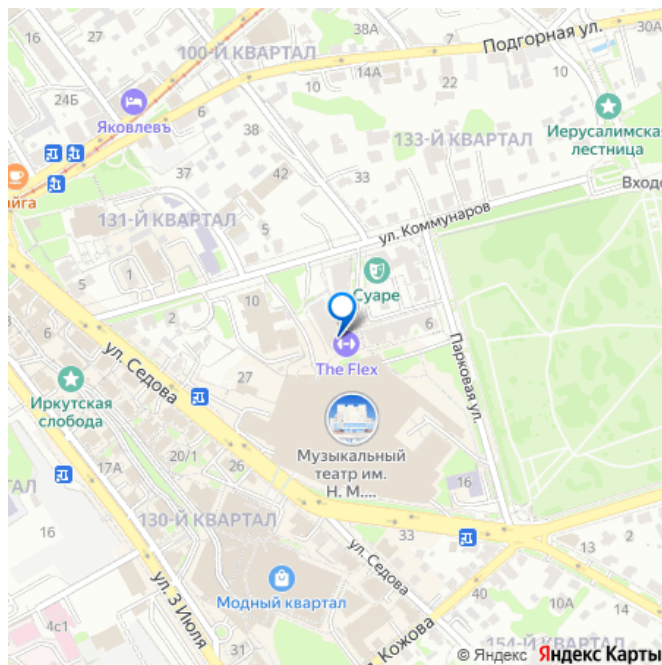 38А
30А
16
27
100-Й КВАРТАЛ
7
Подгорная ул.
14А
22
10
24Б
6
Яковлевъ
38
133-Й КВАРТАЛ
Иерусалимская
лестница
37
42
33
йга
Входо
131-Й КВАРТАЛ
ул. Коммунаров
3
5
1
10
Суаре
3
6
2
6
The Flex
Парковая ул.
ул. Седова
27
Иркутская
слобода
Музыкальный
театр им.
Н. М....
17А
20/1
26
16
ТАЛ
130-Й КВАРТАЛ
16
33
13
2
ул. Седова
Модный квартал
ул. 3 Июля
40
10А
14
4с1
31
л. Кожова
154-Й КВАРТАЛ
© Яндекс Яндекс Карты